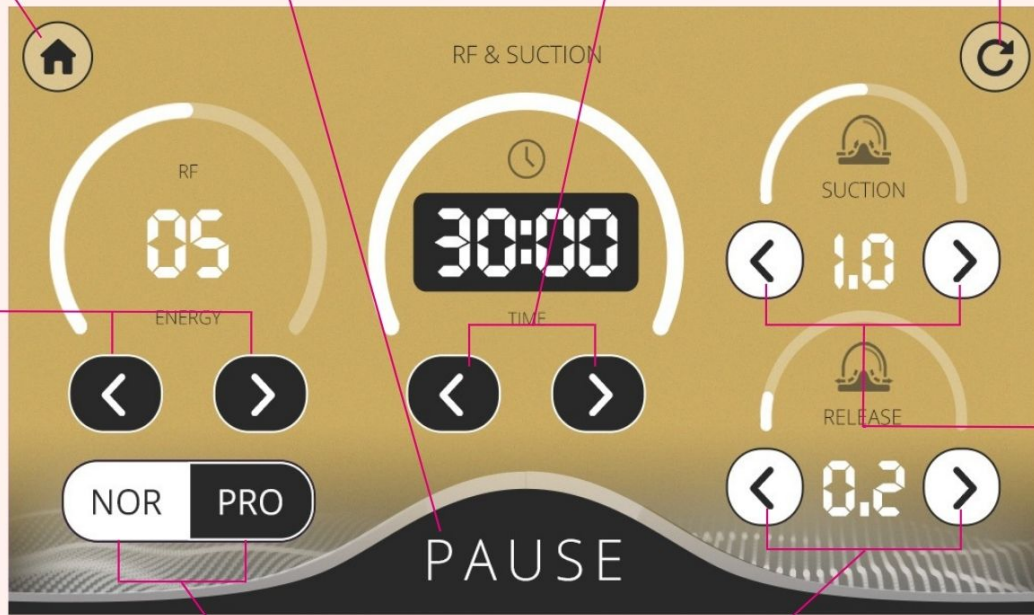 RF & SUCTION
RF
05
ENERGY
NOR PRO
30:00
TIME
PAUSE
SUCTION
1.0
RELEASE
0.2